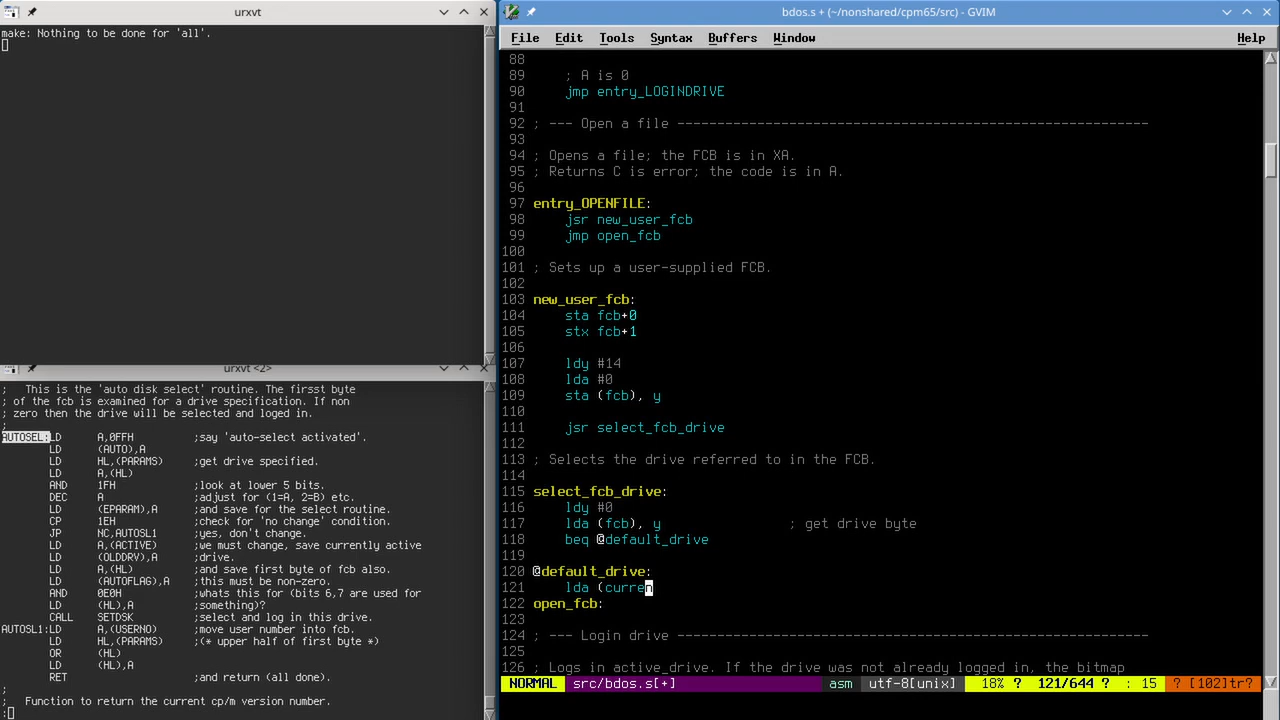 urxvt
make: Nothing to be done for 'all'.
urxvt <2>
;   This is the 'auto disk select' routine. The firsst byte
; of the fcb is examined for a drive specification. If non
; zero then the drive will be selected and loged in.
;
AUTOSEL:LD      A,0FFH          ;say 'auto-select activated'.
LD      (AUTO),A
LD      HL,(PARAMS)     ;get drive specified.
LD      A,(HL)
AND     1FH             ;look at lower 5 bits.
DEC     A               ;adjust for (1=A, 2=B) etc.
LD      (EPARAM),A      ;and save for the select routine.
CP      1EH             ;check for 'no change' condition.
JP      NC,AUTOSL1      ;yes, don't change.
LD      A,(ACTIVE)      ;we must change, save currently active
LD      (OLDDRV),A      ;drive.
LD      A,(HL)          ;and save first byte of fcb also.
LD      (AUTOFLAG),A    ;this must be non-zero.
AND     0E0H            ;whats this for (bits 6,7 are used for
LD      (HL),A          ;something)?
CALL    SETDSK          ;select and log in this drive.
AUTOSL1:LD      A,(USERNO)      ;move user number into fcb.
LD      HL,(PARAMS)     ;(* upper half of first byte *)
OR      (HL)
LD      (HL),A
RET                     ;and return (all done).
;
;   Function to return the current cp/m version number.
:
bdos.s + (~/nonshared/cpm65/src) - GVIM
File  Edit  Tools  Syntax  Buffers  Window  Help
88
89     ; A is 0
90     jmp entry_LOGINDRIVE
91
92 ; --- Open a file -----------------------------------------------------------
93
94 ; Opens a file; the FCB is in XA.
95 ; Returns C is error; the code is in A.
96
97 entry_OPENFILE:
98     jsr new_user_fcb
99     jmp open_fcb
100
101 ; Sets up a user-supplied FCB.
102
103 new_user_fcb:
104     sta fcb+0
105     stx fcb+1
106
107     ldy #14
108     lda #0
109     sta (fcb), y
110
111     jsr select_fcb_drive
112
113 ; Selects the drive referred to in the FCB.
114
115 select_fcb_drive:
116     ldy #0
117     lda (fcb), y                ; get drive byte
118     beq @default_drive
119
120 @default_drive:
121     lda (curren
122 open_fcb:
123
124 ; --- Login drive -----------------------------------------------------------
125
126 ; Logs in active_drive. If the drive was not already logged in, the bitmap
NORMAL  src/bdos.s[+]  asm  utf-8[unix]  18% ? 121/644 ? : 15  ? [102]tr?